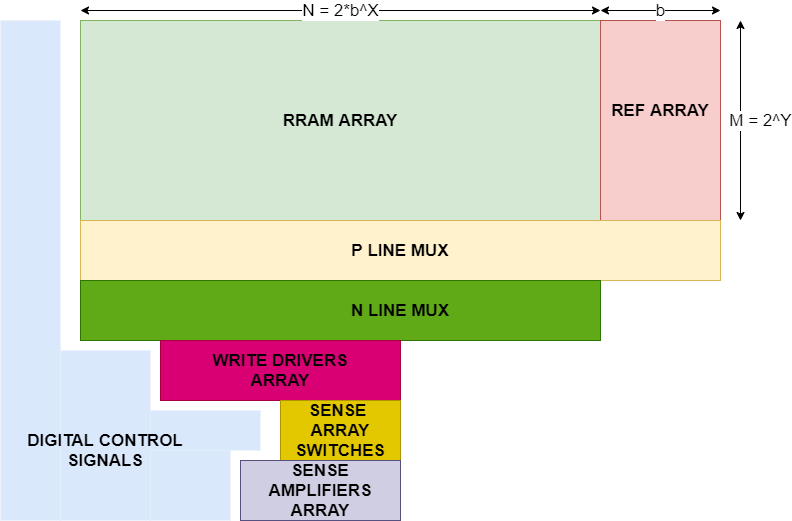 N = 2*b^X
b
RRAM ARRAY
REF ARRAY
M = 2^Y
P LINE MUX
N LINE MUX
WRITE DRIVERS
ARRAY
SENSE
ARRAY
SWITCHES
DIGITAL CONTROL
SIGNALS
SENSE
AMPLIFIERS
ARRAY